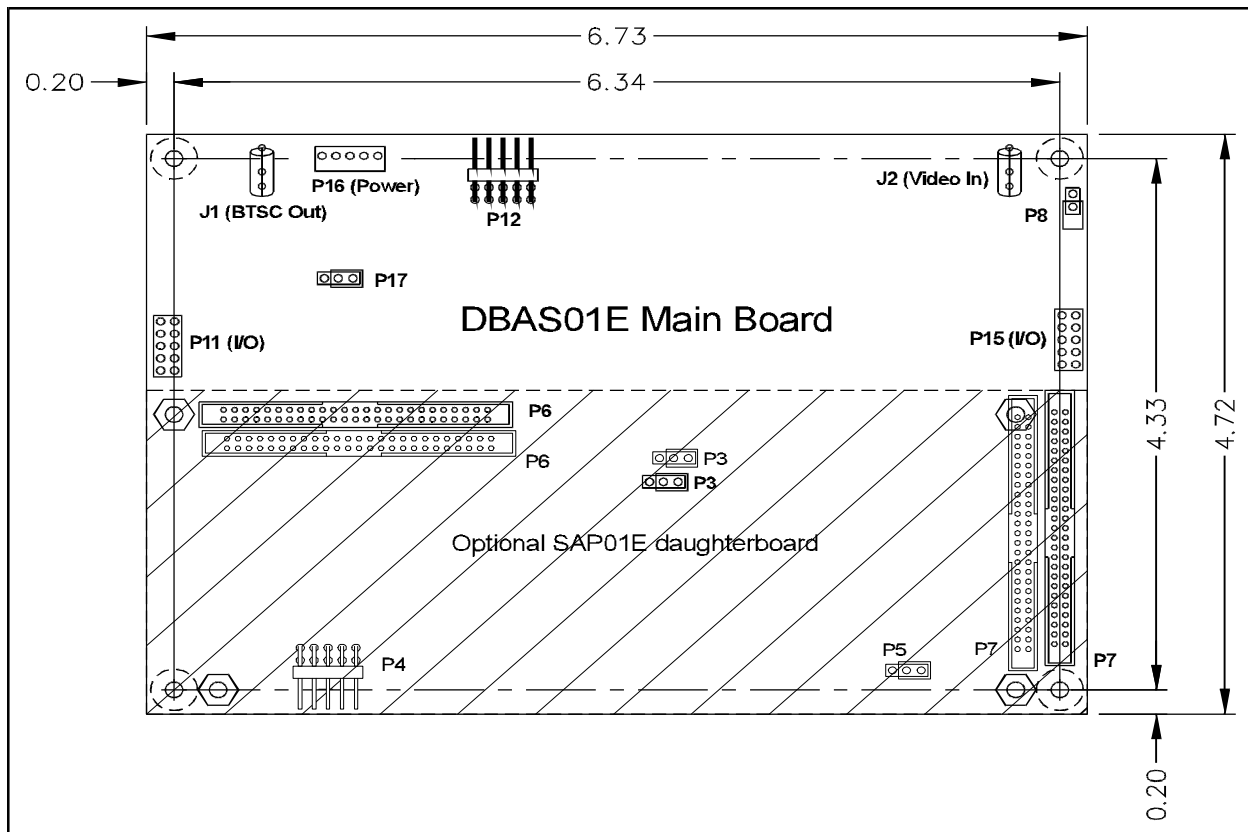 6.73
0.20
6.34
P16 (Power)
J1 (BTSC Out)
P12
J2 (Video In)
P8
P17
DBAS01E Main Board
P11 (I/O)
P15 (I/O)
P6
P6
P3
P3
4.33
4.72
Optional SAP01E daughterboard
P4
P5
P7
P7
0.20